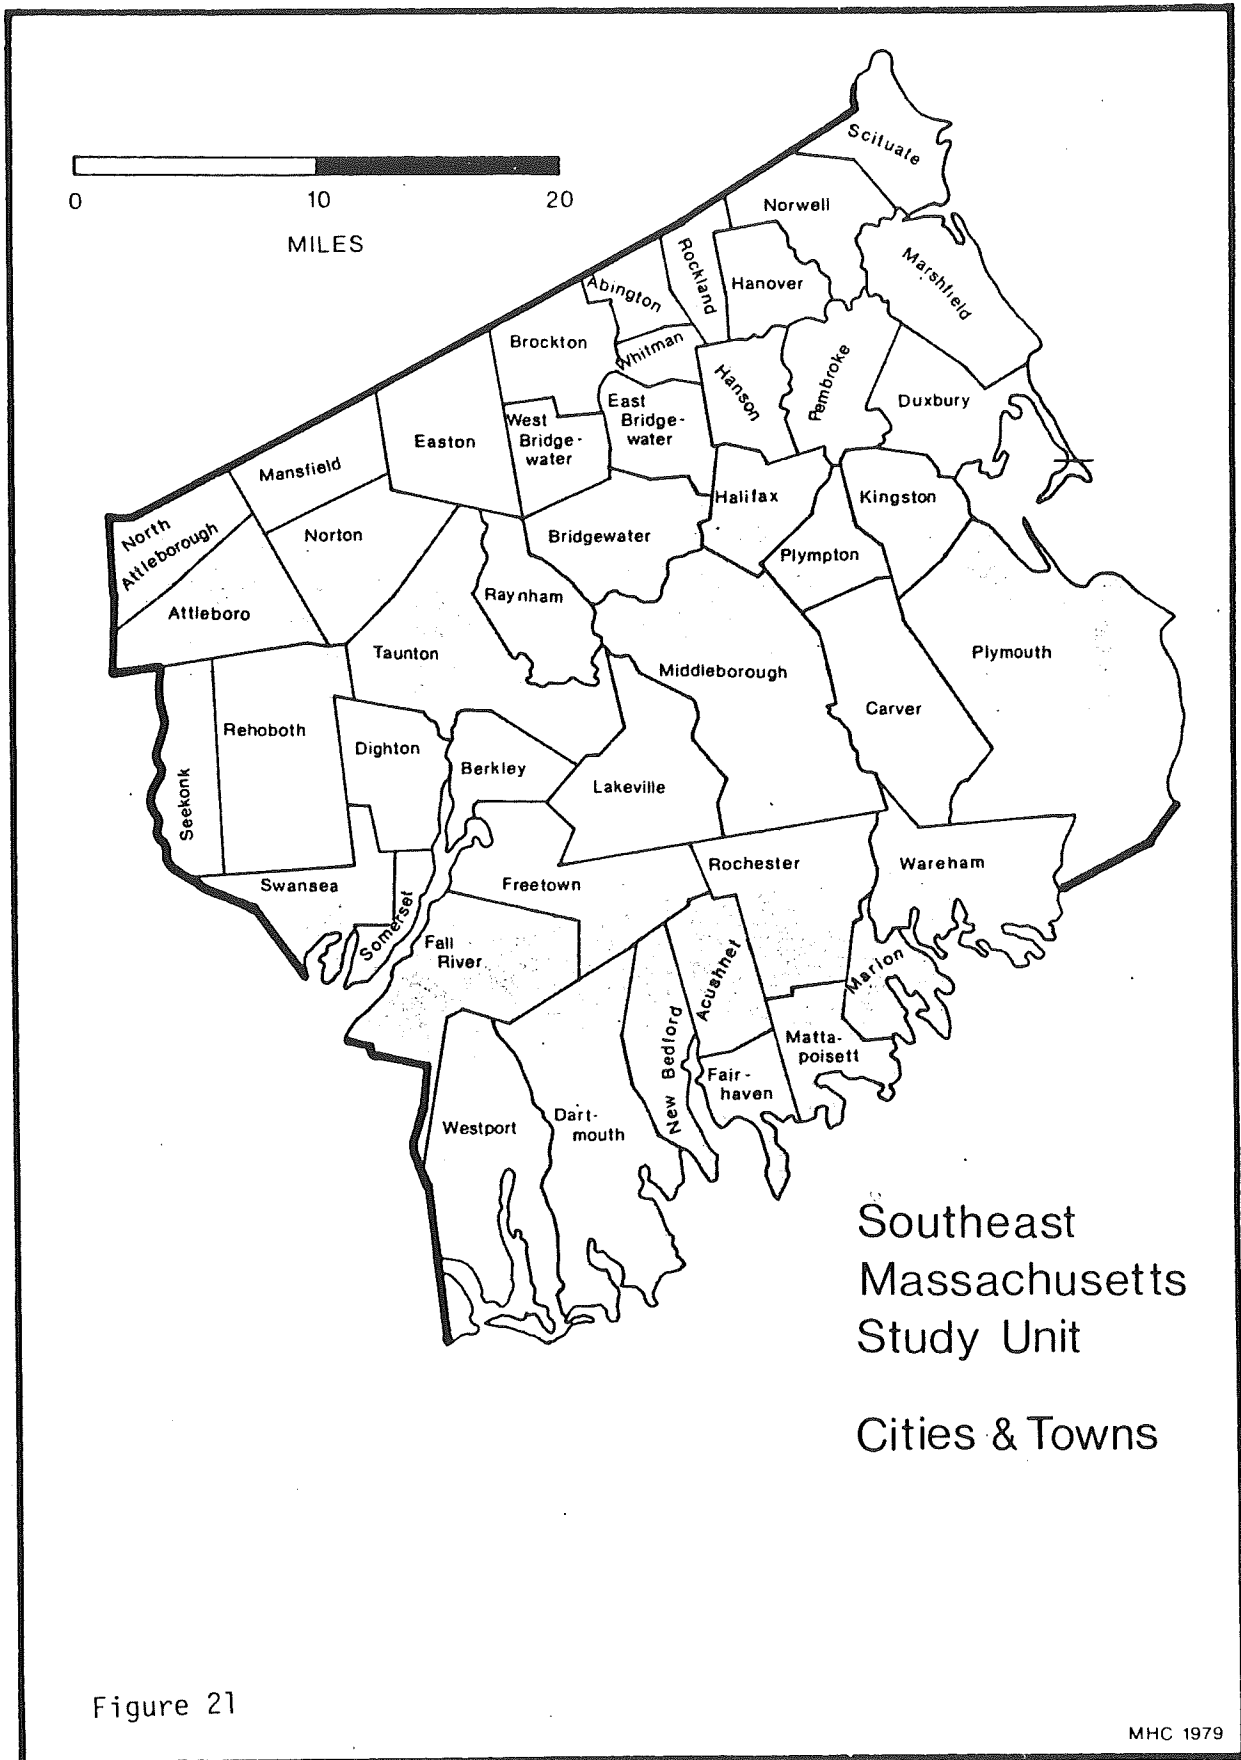 0
10
20
MILES
Scituate
Norwell
Marshfield
Rockland
Hanover
Abington
Brockton
Whitman
Hanson
Pembroke
Duxbury
East
Bridge-
water
West
Bridge-
water
Easton
Mansfield
Halifax
Kingston
North
Attleborough
Norton
Bridgewater
Plympton
Raynham
Attleboro
Taunton
Middleborough
Plymouth
Carver
Rehoboth
Dighton
Berkley
Lakeville
Seekonk
Swansea
Somerset
Freetown
Rochester
Wareham
Fall
River
Acushnet
Marion
New Bedford
Matta-
poisett
Fair-
haven
Westport
Dart-
mouth
Southeast
Massachusetts
Study Unit
Cities & Towns
Figure 21
MHC 1979